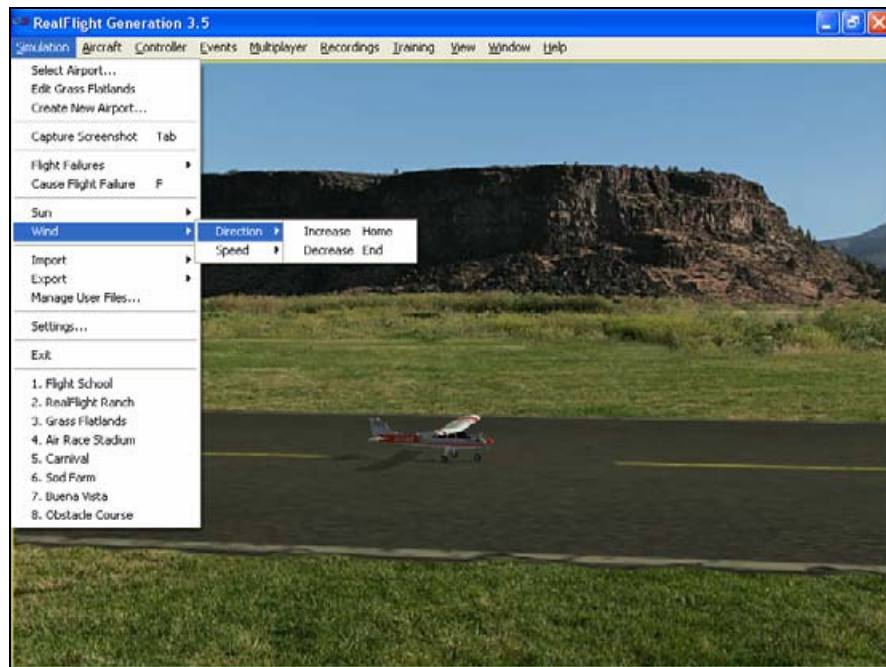 RealFlight Generation 3.5
Simulation Aircraft Controller Events Multiplayer Recordings Training View Window Help
Select Airport...
Edit Grass Flatlands
Create New Airport...
Capture Screenshot Tab
Flight Failures
Cause Flight Failure F
Sun
Wind
Direction Increase Home
Speed Decrease End
Import
Export
Manage User Files...
Settings...
Exit
1. Flight School
2. RealFlight Ranch
3. Grass Flatlands
4. Air Race Stadium
5. Carnival
6. Sod Farm
7. Buena Vista
8. Obstacle Course